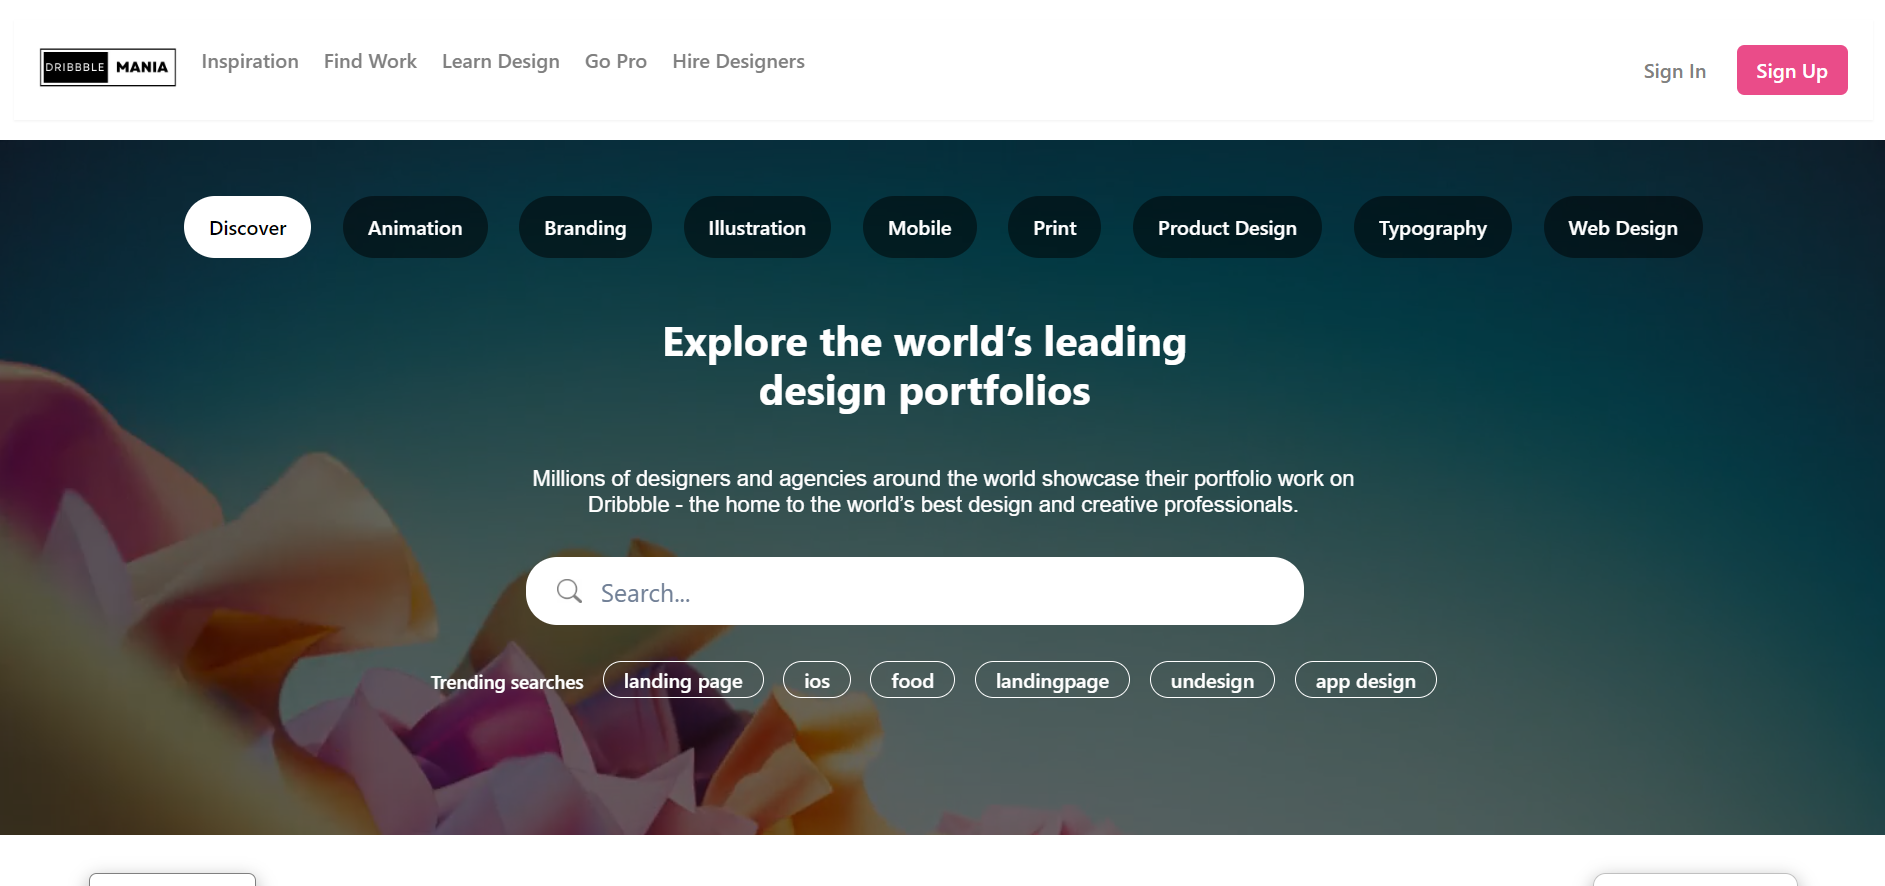 DRIBBBLE MANIA
Inspiration Find Work Learn Design Go Pro Hire Designers
Sign In Sign Up
Discover Animation Branding Illustration Mobile Print Product Design Typography Web Design
Explore the world’s leading
design portfolios
Millions of designers and agencies around the world showcase their portfolio work on
Dribbble - the home to the world’s best design and creative professionals.
Search...
Trending searches landing page ios food landingpage undesign app design